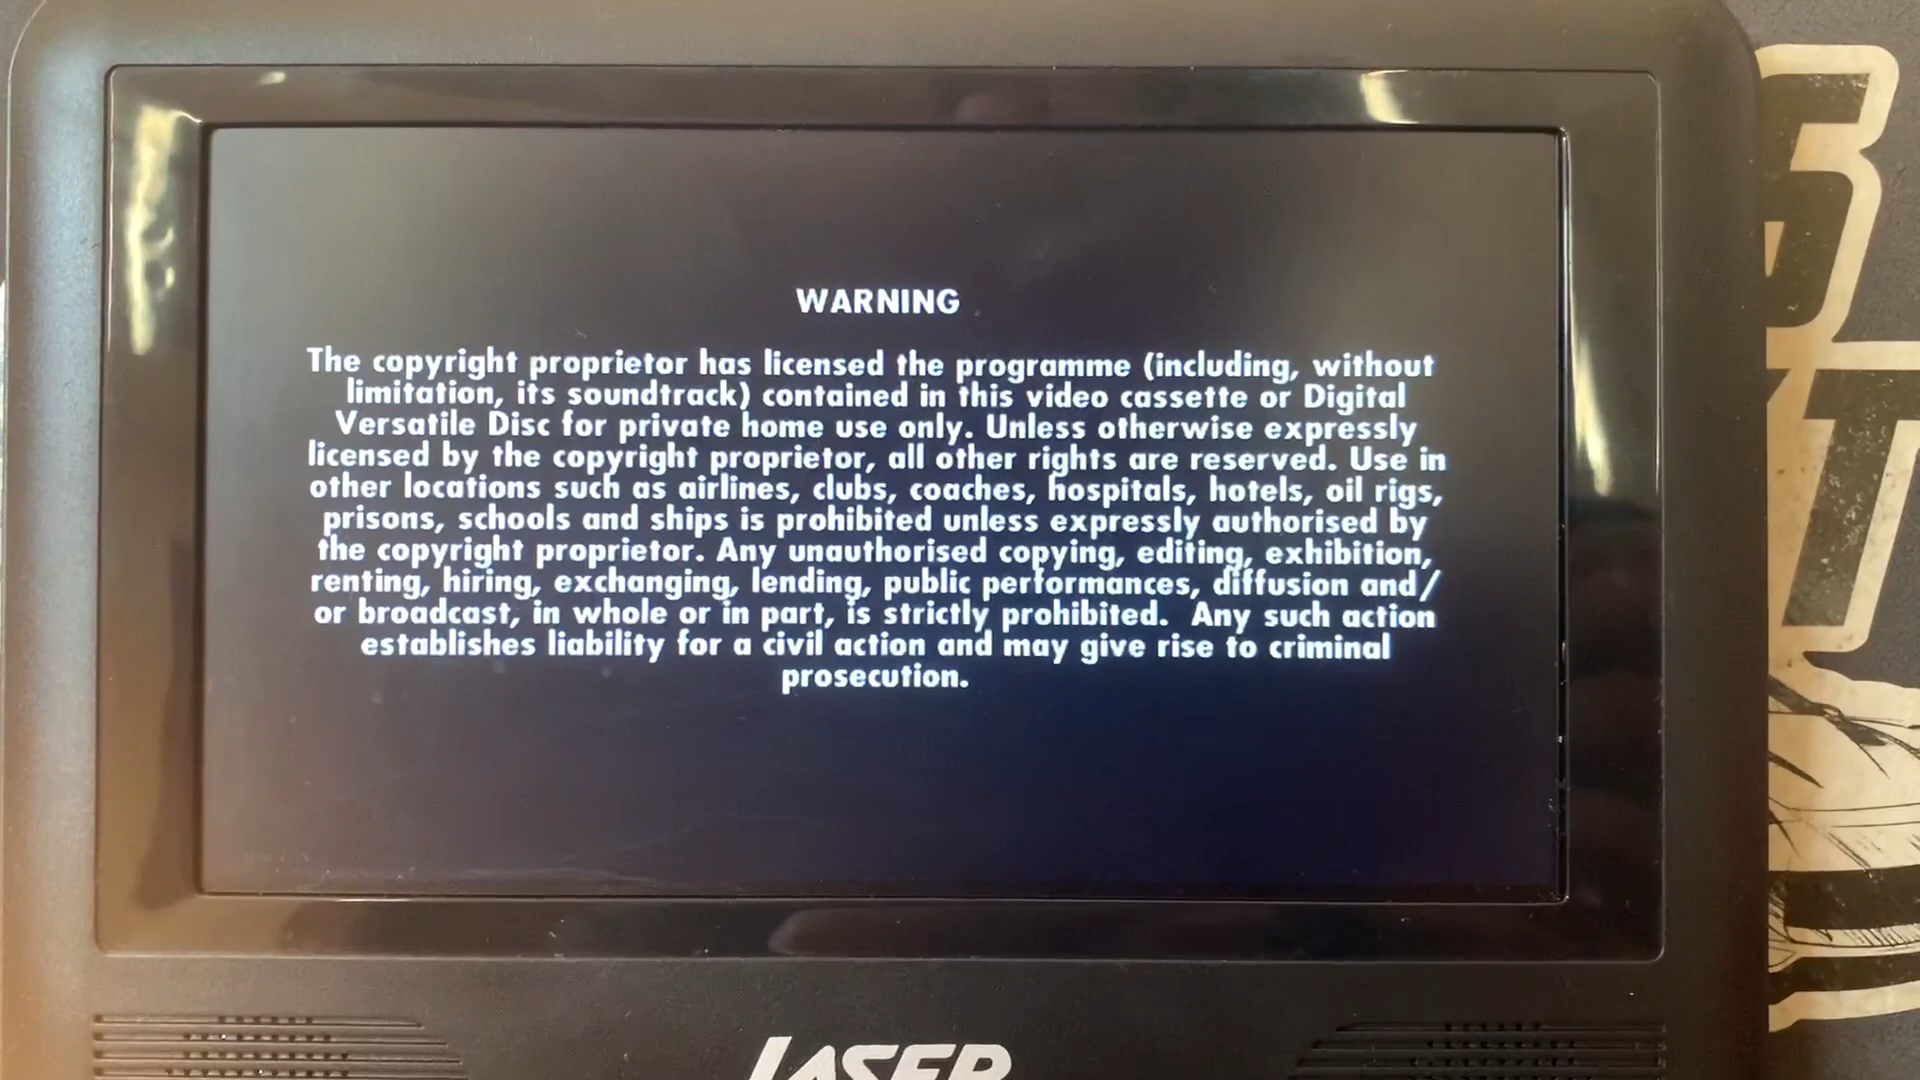 WARNING
The copyright proprietor has licensed the programme (including, without
limitation, its soundtrack) contained in this video cassette or Digital
Versatile Disc for private home use only. Unless otherwise expressly
licensed by the copyright proprietor, all other rights are reserved. Use in
other locations such as airlines, clubs, coaches, hospitals, hotels, oil rigs,
prisons, schools and ships is prohibited unless expressly authorised by
the copyright proprietor. Any unauthorised copying, editing, exhibition,
renting, hiring, exchanging, lending, public performances, diffusion and/
or broadcast, in whole or in part, is strictly prohibited.  Any such action
establishes liability for a civil action and may give rise to criminal
prosecution.
LASER